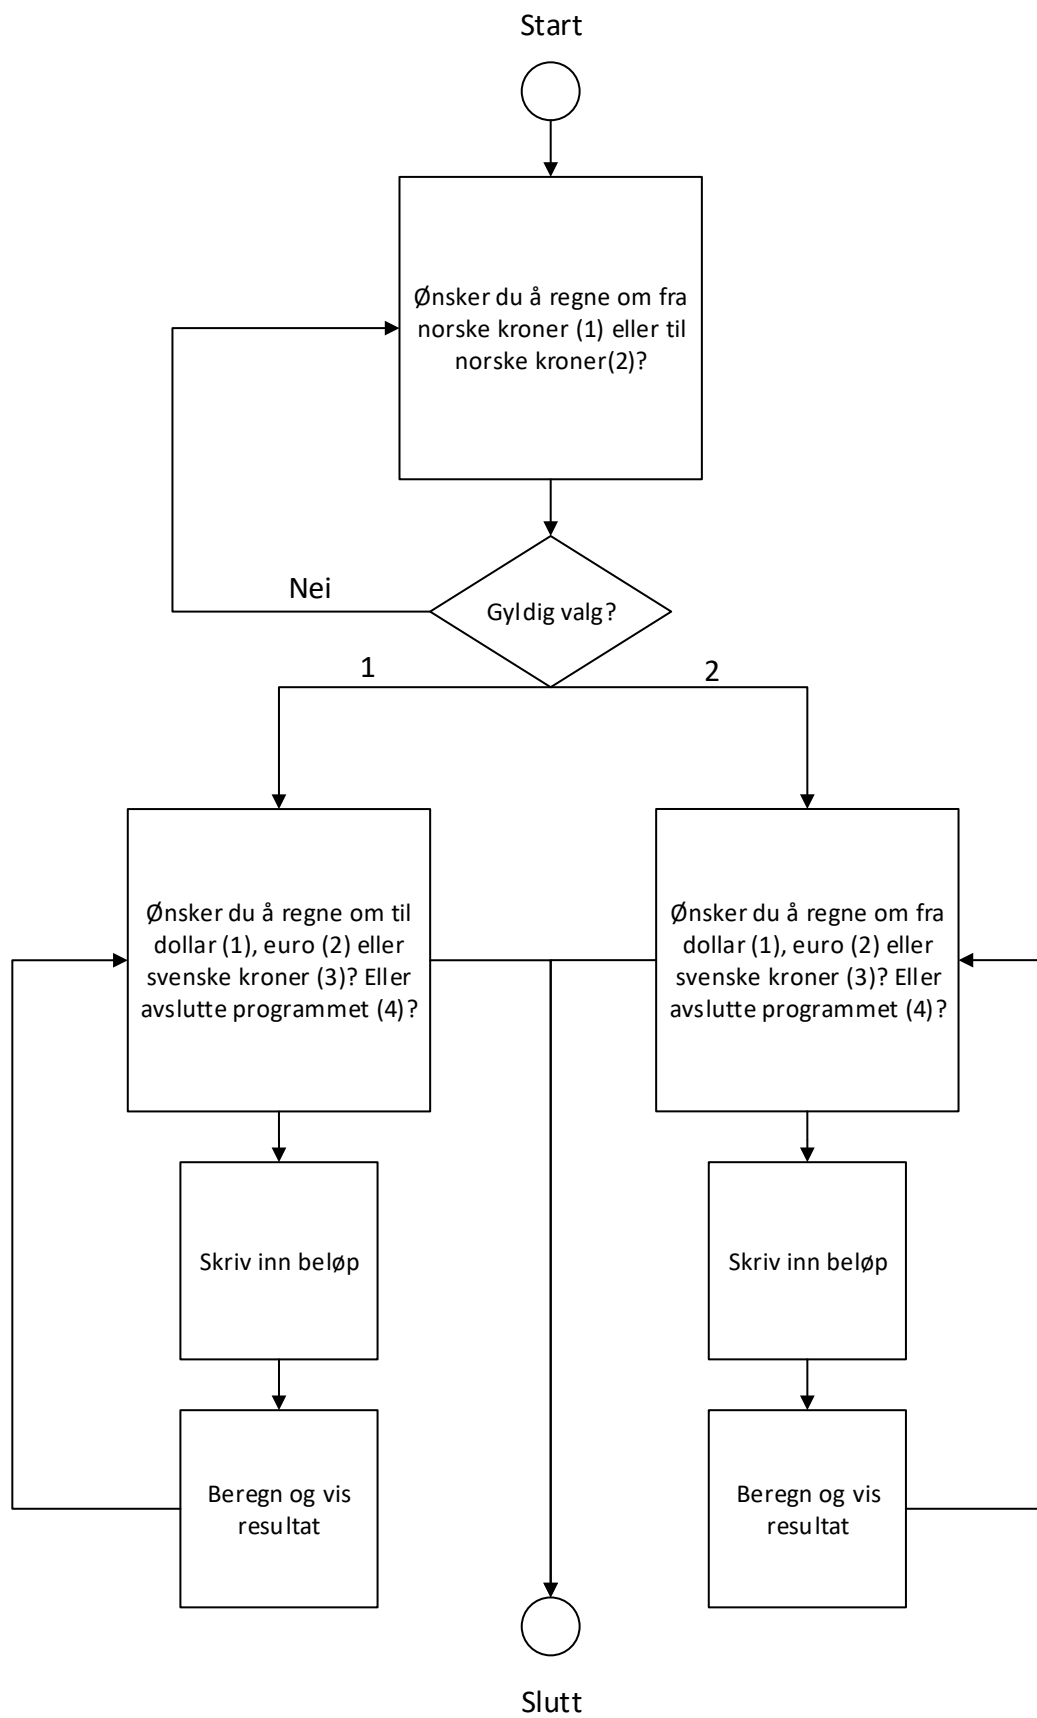 Start
Ønsker du å regne om fra
norske kroner (1) eller til
norske kroner(2)?
Nei
Gyldig valg?
1
2
Ønsker du å regne om til
dollar (1), euro (2) eller
svenske kroner (3)? Eller
avslutte programmet (4)?
Ønsker du å regne om fra
dollar (1), euro (2) eller
svenske kroner (3)? Eller
avslutte programmet (4)?
Skriv inn beløp
Skriv inn beløp
Beregn og vis
resultat
Beregn og vis
resultat
Slutt